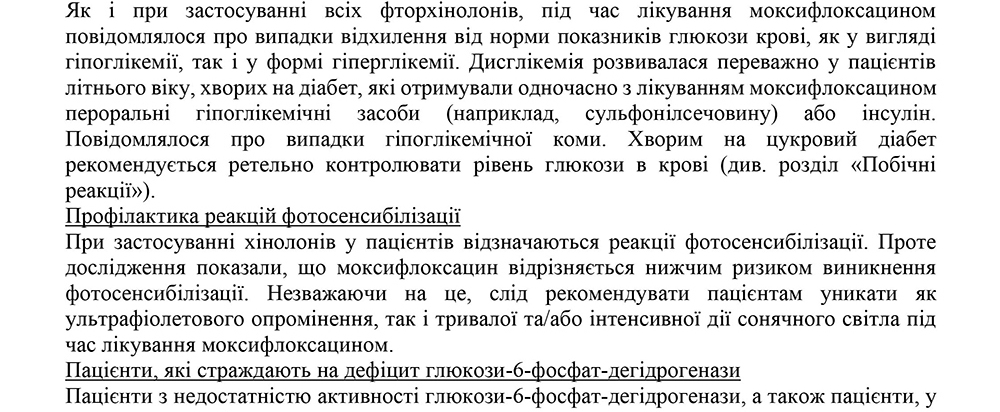 Як і при застосуванні всіх фторхінолонів, під час лікування моксифлоксацином
повідомлялося про випадки відхилення від норми показників глюкози крові, як у вигляді
гіпоглікемії, так і у формі гіперглікемії. Дисглікемія розвивалася переважно у пацієнтів
літнього віку, хворих на діабет, які отримували одночасно з лікуванням моксифлоксацином
пероральні гіпоглікемічні засоби (наприклад, сульфонілсечовину) або інсулін.
Повідомлялося про випадки гіпоглікемічної коми. Хворим на цукровий діабет
рекомендується ретельно контролювати рівень глюкози в крові (див. розділ «Побічні
реакції»).
Профілактика реакцій фотосенсибілізації
При застосуванні хінолонів у пацієнтів відзначаються реакції фотосенсибілізації. Проте
дослідження показали, що моксифлоксацин відрізняється нижчим ризиком виникнення
фотосенсибілізації. Незважаючи на це, слід рекомендувати пацієнтам уникати як
ультрафіолетового опромінення, так і тривалої та/або інтенсивної дії сонячного світла під
час лікування моксифлоксацином.
Пацієнти, які страждають на дефіцит глюкози-6-фосфат-дегідрогенази
Пацієнти з недостатністю активності глюкози-6-фосфат-дегідрогенази, а також пацієнти, у